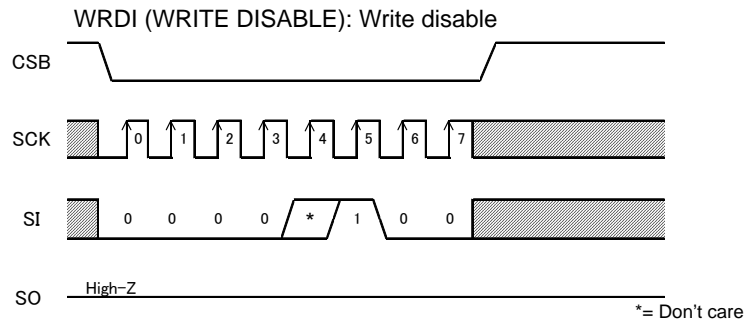 WRDI (WRITE DISABLE): Write disable
CSB
SCK 0 1 2 3 4 5 6 7
SI 0 0 0 0 * 1 0 0
SO High-Z
*= Don't care